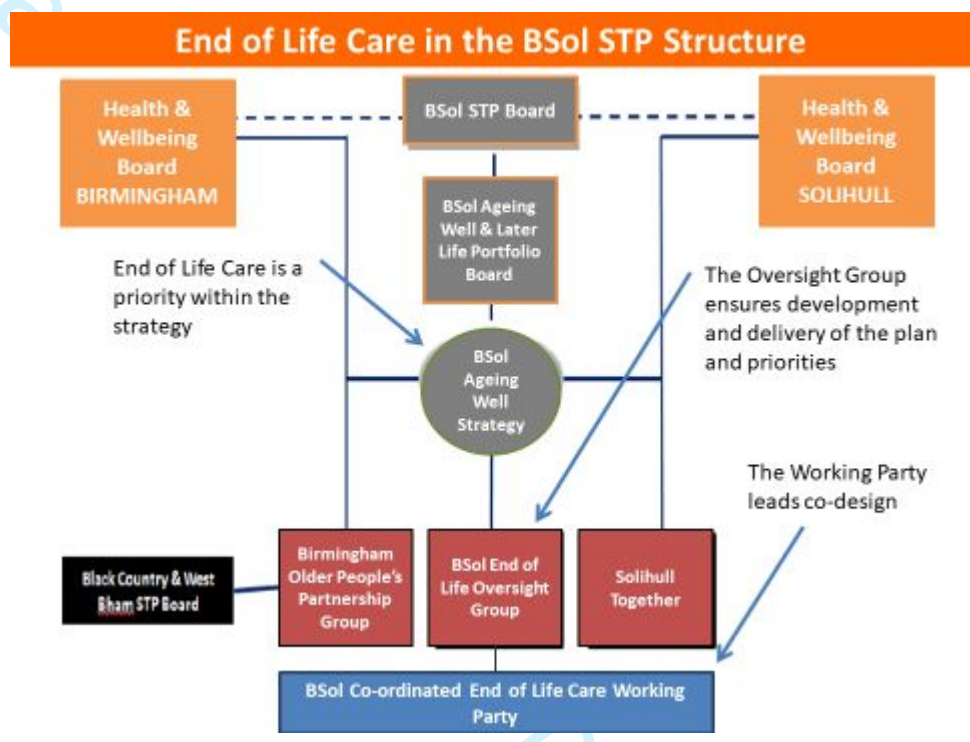 End of Life Care in the BSol STP Structure
Health &
Wellbeing
Board
BIRMINGHAM
BSol STP Board
Health &
Wellbeing
Board
SOLIHULL
BSol Ageing
Well & Later
Life Portfolio
Board
End of Life Care is a
priority within the
strategy
The Oversight Group
ensures development
and delivery of the plan
and priorities
BSol
Ageing
Well
Strategy
The Working Party
leads co-design
Black Country & West
Bham STP Board
Birmingham
Older People's
Partnership
Group
BSol End of
Life Oversight
Group
Solihull
Together
BSol Co-ordinated End of Life Care Working
Party